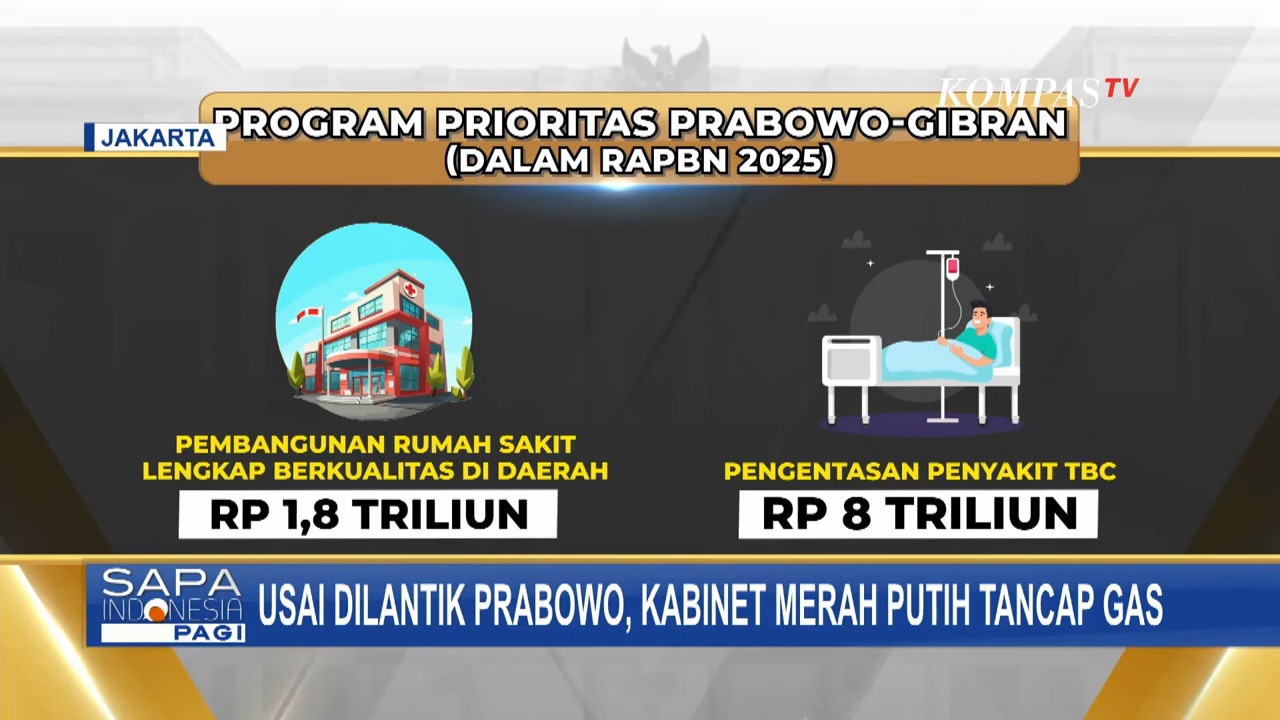 KOMPAS TV
JAKARTA
PROGRAM PRIORITAS PRABOWO-GIBRAN
(DALAM RAPBN 2025)
PEMBANGUNAN RUMAH SAKIT
LENGKAP BERKUALITAS DI DAERAH
RP 1,8 TRILIUN
PENGENTASAN PENYAKIT TBC
RP 8 TRILIUN
SAPA
INDONESIA
PAGI
USAI DILANTIK PRABOWO, KABINET MERAH PUTIH TANCAP GAS